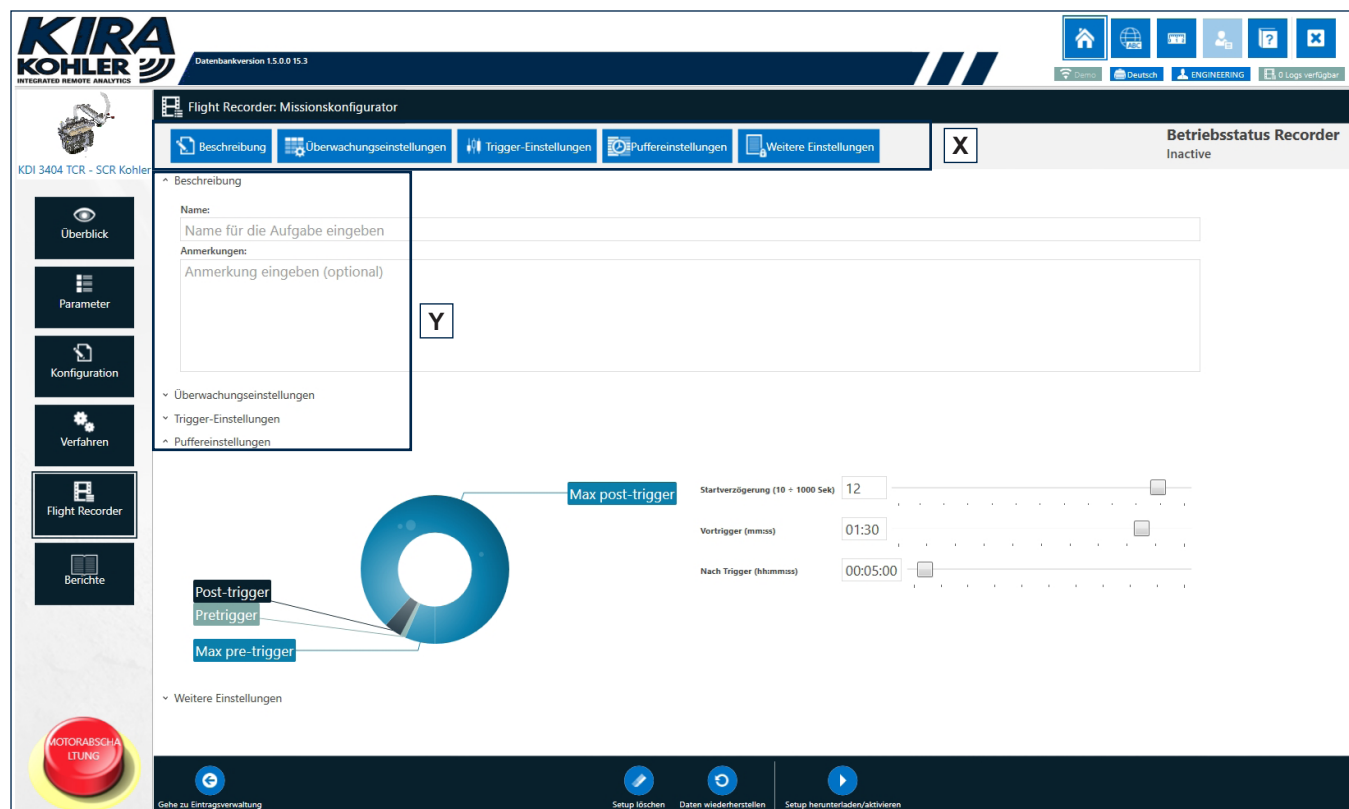 KIRA
KOHLER
INTEGRATED REMOTE ANALYTICS
Datenbankversion 1.5.0.0 15.3
ABC
?
Demo
Deutsch
ENGINEERING
0 Logs verfügbar
KDI 3404 TCR - SCR Kohler
Flight Recorder: Missionskonfigurator
Beschreibung
Überwachungseinstellungen
Trigger-Einstellungen
Puffereinstellungen
Weitere Einstellungen
X
Betriebsstatus Recorder
Inactive
Überblick
Parameter
Konfiguration
Verfahren
Flight Recorder
Berichte
MOTORABSCHA
LTUNG
Beschreibung
Name:
Name für die Aufgabe eingeben
Anmerkungen:
Anmerkung eingeben (optional)
Y
Überwachungseinstellungen
Trigger-Einstellungen
Puffereinstellungen
Max post-trigger
Post-trigger
Pretrigger
Max pre-trigger
Startverzögerung (10 ÷ 1000 Sek)
12
Vortrigger (mm:ss)
01:30
Nach Trigger (hh:mm:ss)
00:05:00
Weitere Einstellungen
Gehe zu Eintragsverwaltung
Setup löschen
Daten wiederherstellen
Setup herunterladen/aktivieren